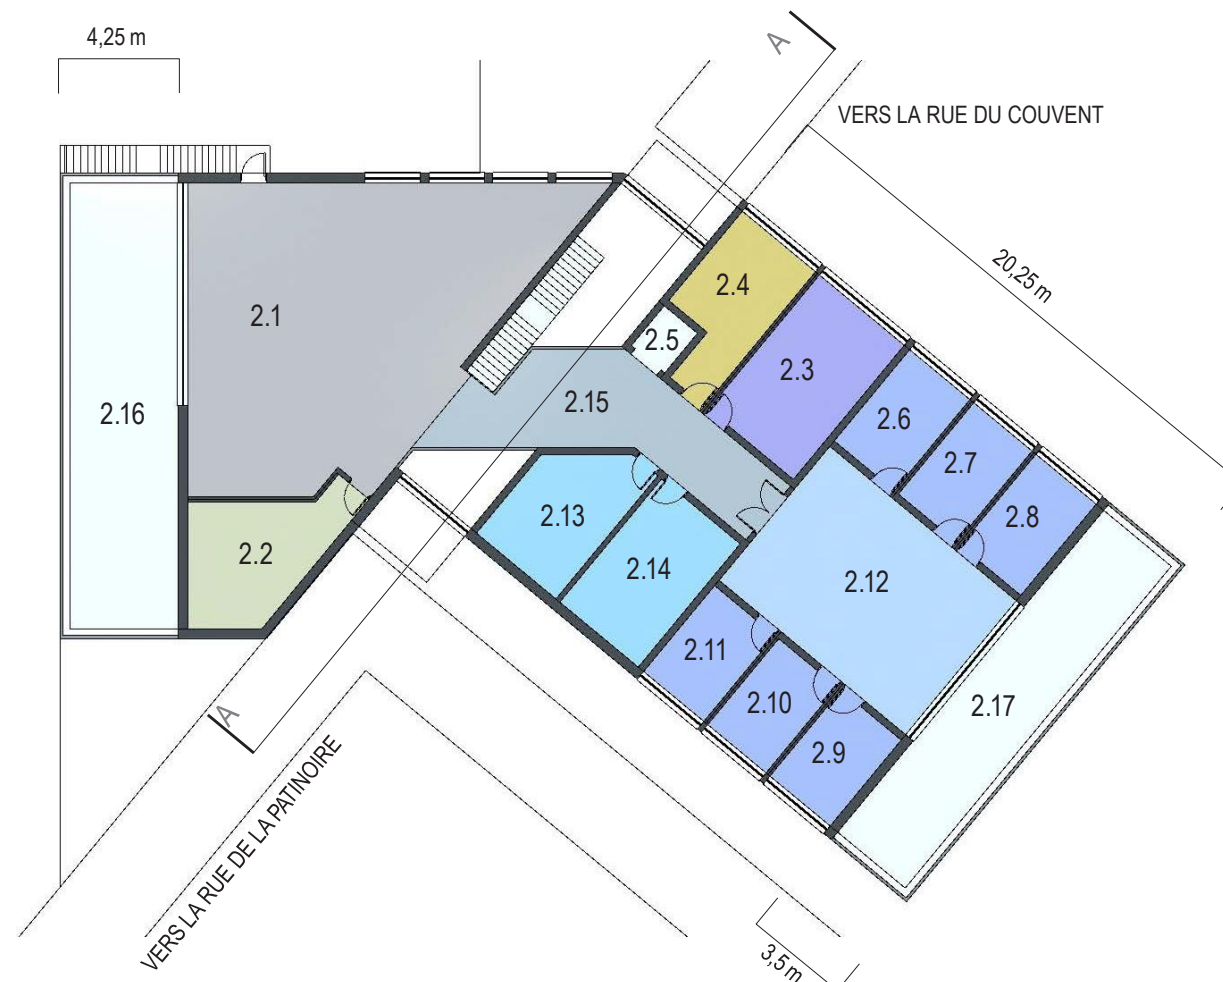 4,25 m
A
VERS LA RUE DU COUVENT
20,25 m
2.4
2.5
2.1
2.3
2.15
2.16
2.6
2.7
2.13
2.8
2.2
2.14
2.12
2.11
2.10
2.17
2.9
A
VERS LA RUE DE LA PATINOIRE
3,5 m